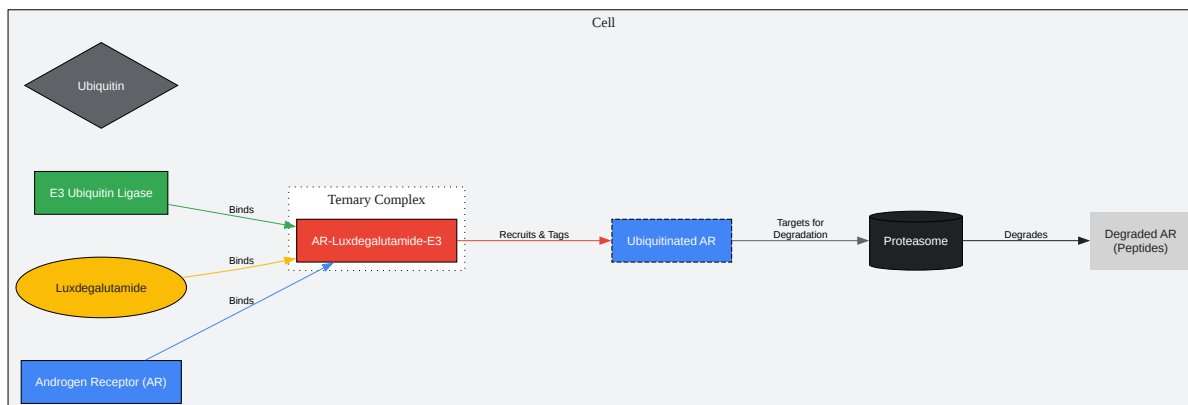 Cell
Ubiquitin
E3 Ubiquitin Ligase
Binds
Ternary Complex
AR-Luxdegalutamide-E3
Recruits & Tags
Ubiquitinated AR
Targets for
Degradation
Proteasome
Degrades
Degraded AR
(Peptides)
Luxdegalutamide
Binds
Binds
Androgen Receptor (AR)